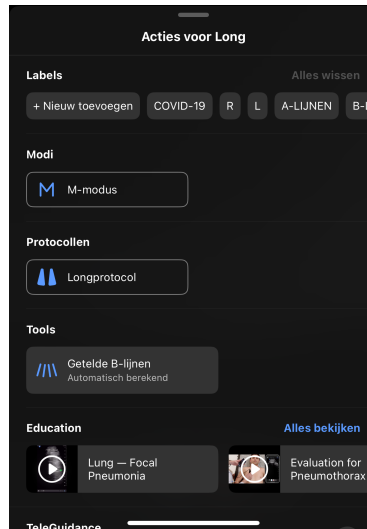 Acties voor Long
Labels Alles wissen
+ Nieuw toevoegen COVID-19 R L A-LIJNEN
Modi
M-modus
Protocollen
Longprotocol
Tools
Getelde B-lijnen
Automatisch berekend
Education Alles bekijken
Lung — Focal
Pneumonia
Evaluation for
Pneumothorax
TeleGuidance